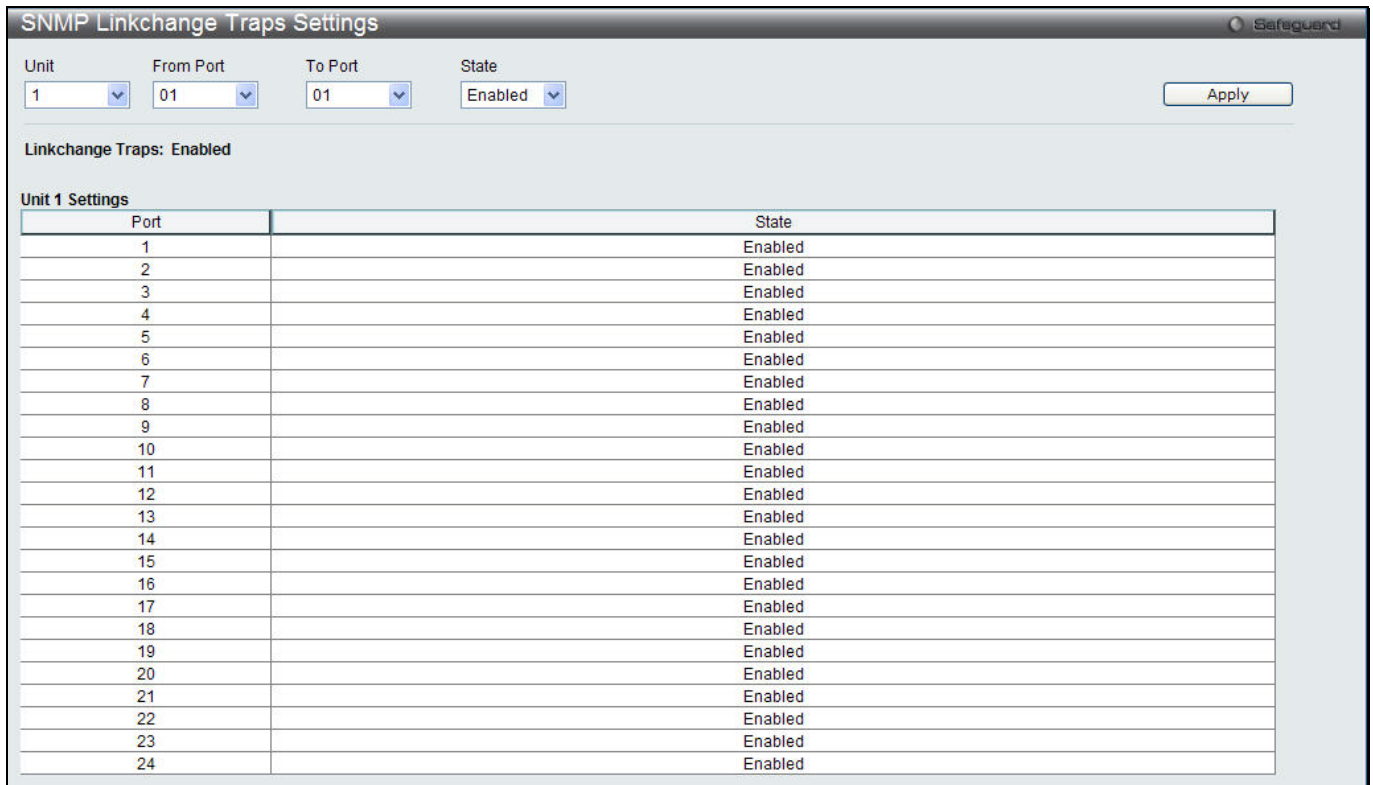 SNMP Linkchange Traps Settings
Safeguard
Unit From Port To Port State
1 01 01 Enabled Apply
Linkchange Traps: Enabled
Unit 1 Settings
Port State
1 Enabled
2 Enabled
3 Enabled
4 Enabled
5 Enabled
6 Enabled
7 Enabled
8 Enabled
9 Enabled
10 Enabled
11 Enabled
12 Enabled
13 Enabled
14 Enabled
15 Enabled
16 Enabled
17 Enabled
18 Enabled
19 Enabled
20 Enabled
21 Enabled
22 Enabled
23 Enabled
24 Enabled